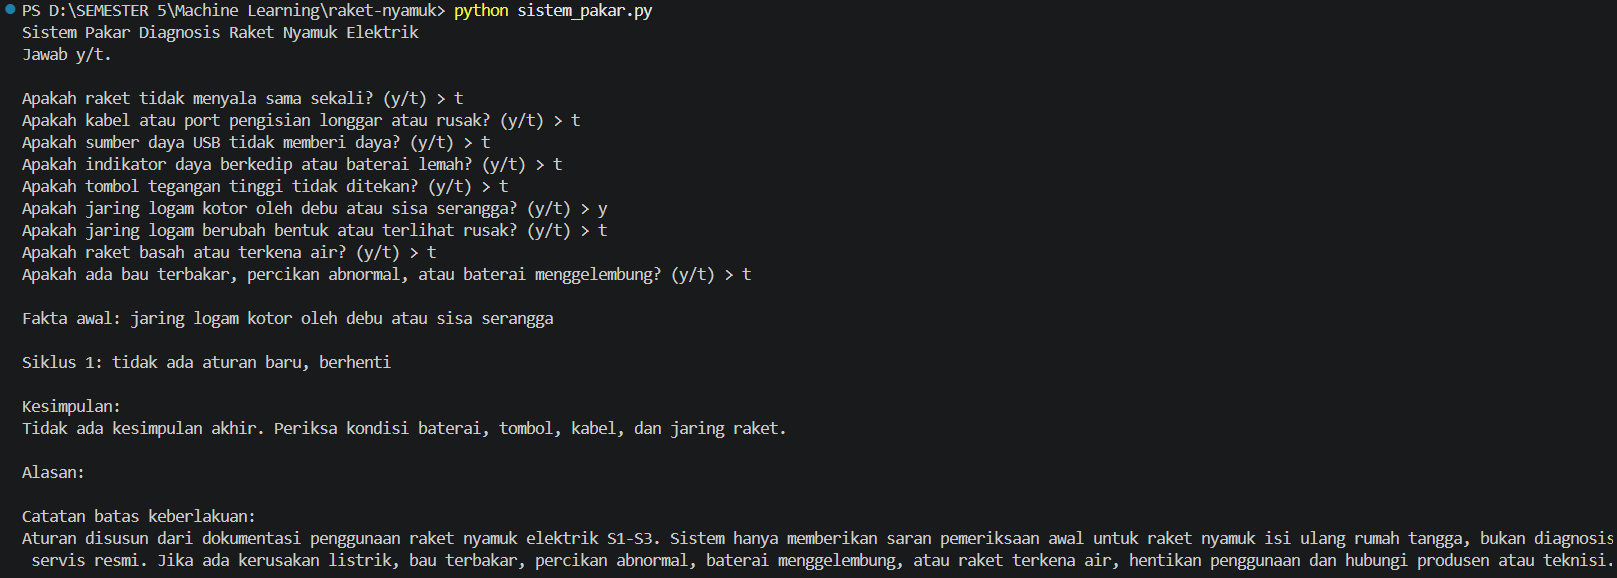 PS D:\SEMESTER 5\Machine Learning\raket-nyamuk> python sistem_pakar.py
Sistem Pakar Diagnosis Raket Nyamuk Elektrik
Jawab y/t.
Apakah raket tidak menyala sama sekali? (y/t) > t
Apakah kabel atau port pengisian longgar atau rusak? (y/t) > t
Apakah sumber daya USB tidak memberi daya? (y/t) > t
Apakah indikator daya berkedip atau baterai lemah? (y/t) > t
Apakah tombol tegangan tinggi tidak ditekan? (y/t) > t
Apakah jaring logam kotor oleh debu atau sisa serangga? (y/t) > y
Apakah jaring logam berubah bentuk atau terlihat rusak? (y/t) > t
Apakah raket basah atau terkena air? (y/t) > t
Apakah ada bau terbakar, percikan abnormal, atau baterai menggelembung? (y/t) > t
Fakta awal: jaring logam kotor oleh debu atau sisa serangga
Siklus 1: tidak ada aturan baru, berhenti
Kesimpulan:
Tidak ada kesimpulan akhir. Periksa kondisi baterai, tombol, kabel, dan jaring raket.
Alasan:
Catatan batas keberlakuan:
Aturan disusun dari dokumentasi penggunaan raket nyamuk elektrik S1-S3. Sistem hanya memberikan saran pemeriksaan awal untuk raket nyamuk isi ulang rumah tangga, bukan diagnosis
servis resmi. Jika ada kerusakan listrik, bau terbakar, percikan abnormal, baterai menggelembung, atau raket terkena air, hentikan penggunaan dan hubungi produsen atau teknisi.